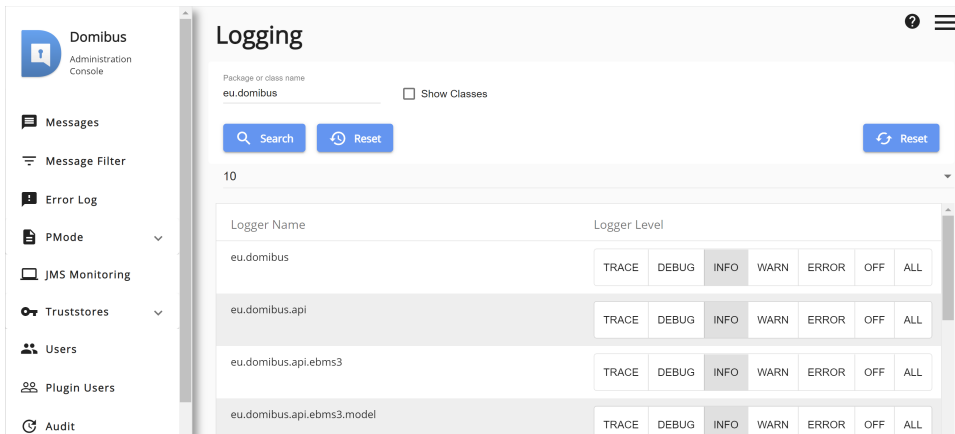 Domibus
Administration
Console
Messages
Message Filter
Error Log
PMode
JMS Monitoring
Truststores
Users
Plugin Users
Audit
Logging
Package or class name
eu.domibus
Show Classes
Search
Reset
Reset
10
Logger Name
Logger Level
eu.domibus
TRACE DEBUG INFO WARN ERROR OFF ALL
eu.domibus.api
TRACE DEBUG INFO WARN ERROR OFF ALL
eu.domibus.api.ebms3
TRACE DEBUG INFO WARN ERROR OFF ALL
eu.domibus.api.ebms3.model
TRACE DEBUG INFO WARN ERROR OFF ALL